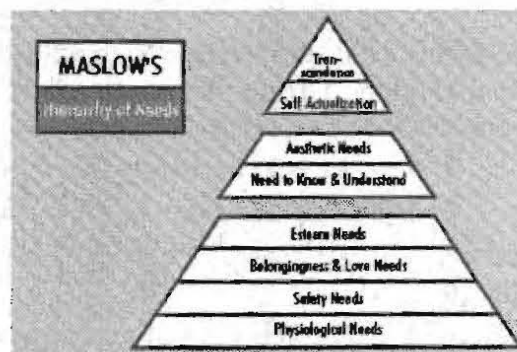 MASLOW'S
Hierarchy of Needs
Tran-
scendence
Self Actualization
Aesthetic Needs
Need to Know & Understand
Esteem Needs
Belongingness & Love Needs
Safety Needs
Physiological Needs